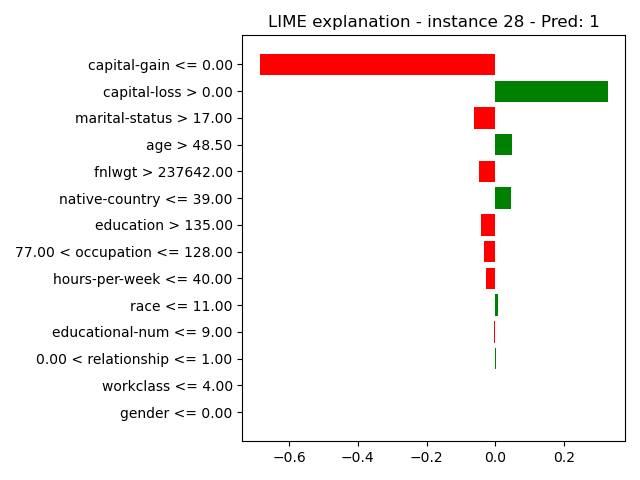 LIME explanation - instance 28 - Pred: 1
capital-gain <= 0.00
capital-loss > 0.00
marital-status > 17.00
age > 48.50
fnlwgt > 237642.00
native-country <= 39.00
education > 135.00
77.00 < occupation <= 128.00
hours-per-week <= 40.00
race <= 11.00
educational-num <= 9.00
0.00 < relationship <= 1.00
workclass <= 4.00
gender <= 0.00
−0.6 −0.4 −0.2 0.0 0.2